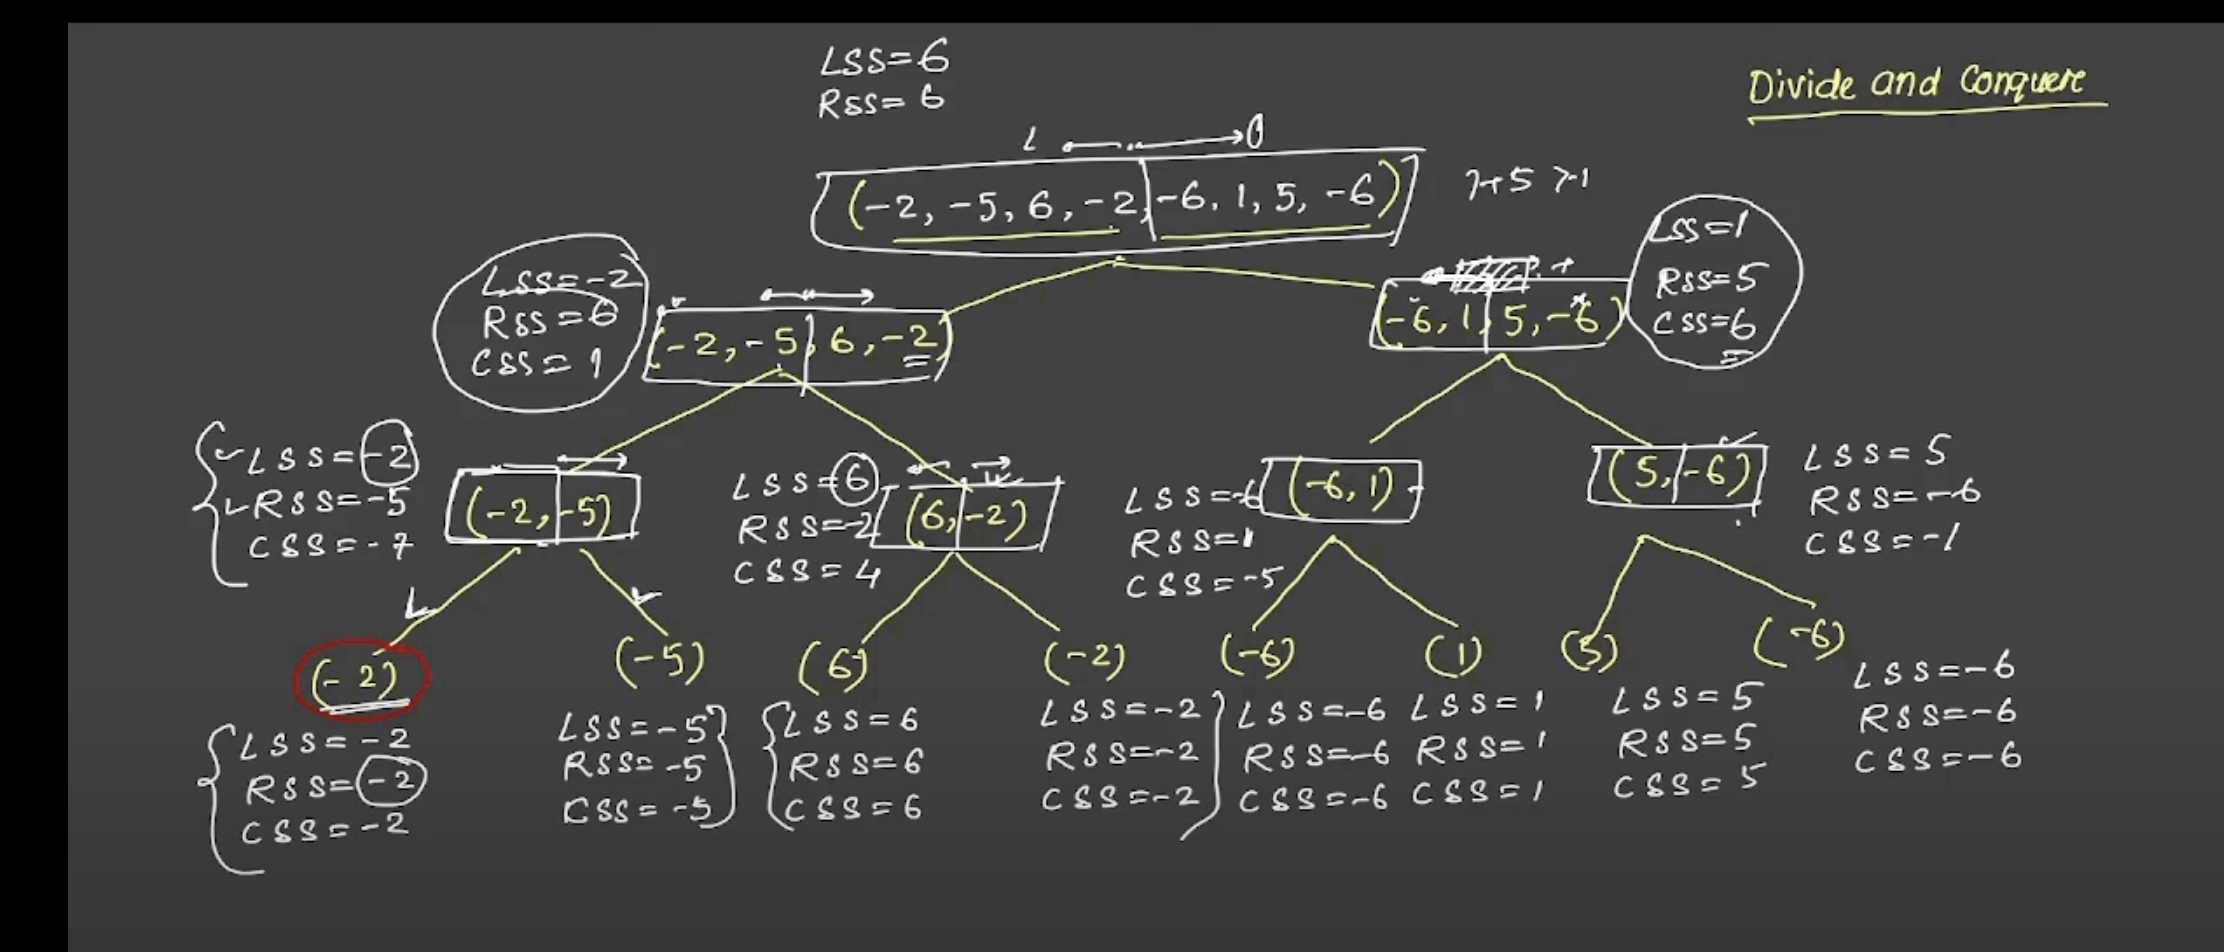 LSS=6
RSS=6
Divide and Conquere
L
(-2, -5, 6, -2, -6, 1, 5, -6)
LSS=-2
RSS=6
CSS=1
(-2, -5, 6, -2)
(-6, 1, 5, -6)
LSS=1
RSS=5
CSS=6
LSS=-2
RSS=-5
CSS=-7
(-2, -5)
LSS=6
RSS=-2
CSS=4
(6, -2)
LSS=-6
RSS=1
CSS=-5
(-6, 1)
(5, -6)
LSS=5
RSS=-6
CSS=-1
(-2)
(-5)
(6)
(-2)
(-6)
(1)
(5)
(-6)
LSS=-2
RSS=-2
CSS=-2
LSS=-5
RSS=-5
CSS=-5
LSS=6
RSS=6
CSS=6
LSS=-2
RSS=-2
CSS=-2
LSS=-6
RSS=-6
CSS=-6
LSS=1
RSS=1
CSS=1
LSS=5
RSS=5
CSS=5
LSS=-6
RSS=-6
CSS=-6